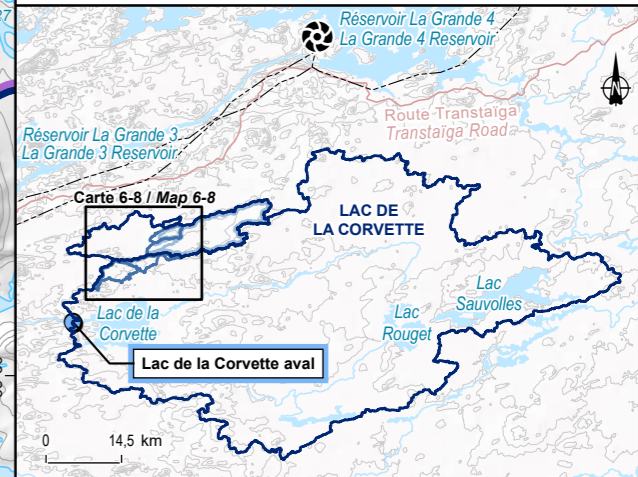 27
Réservoir La Grande 4
La Grande 4 Reservoir
N
Route Transtaïga
Transtaïga Road
Réservoir La Grande 3
La Grande 3 Reservoir
Carte 6-8 / Map 6-8
LAC DE
LA CORVETTE
Lac
Sauvolles
Lac de la
Corvette
Lac
Rouget
Lac de la Corvette aval
0 14,5 km